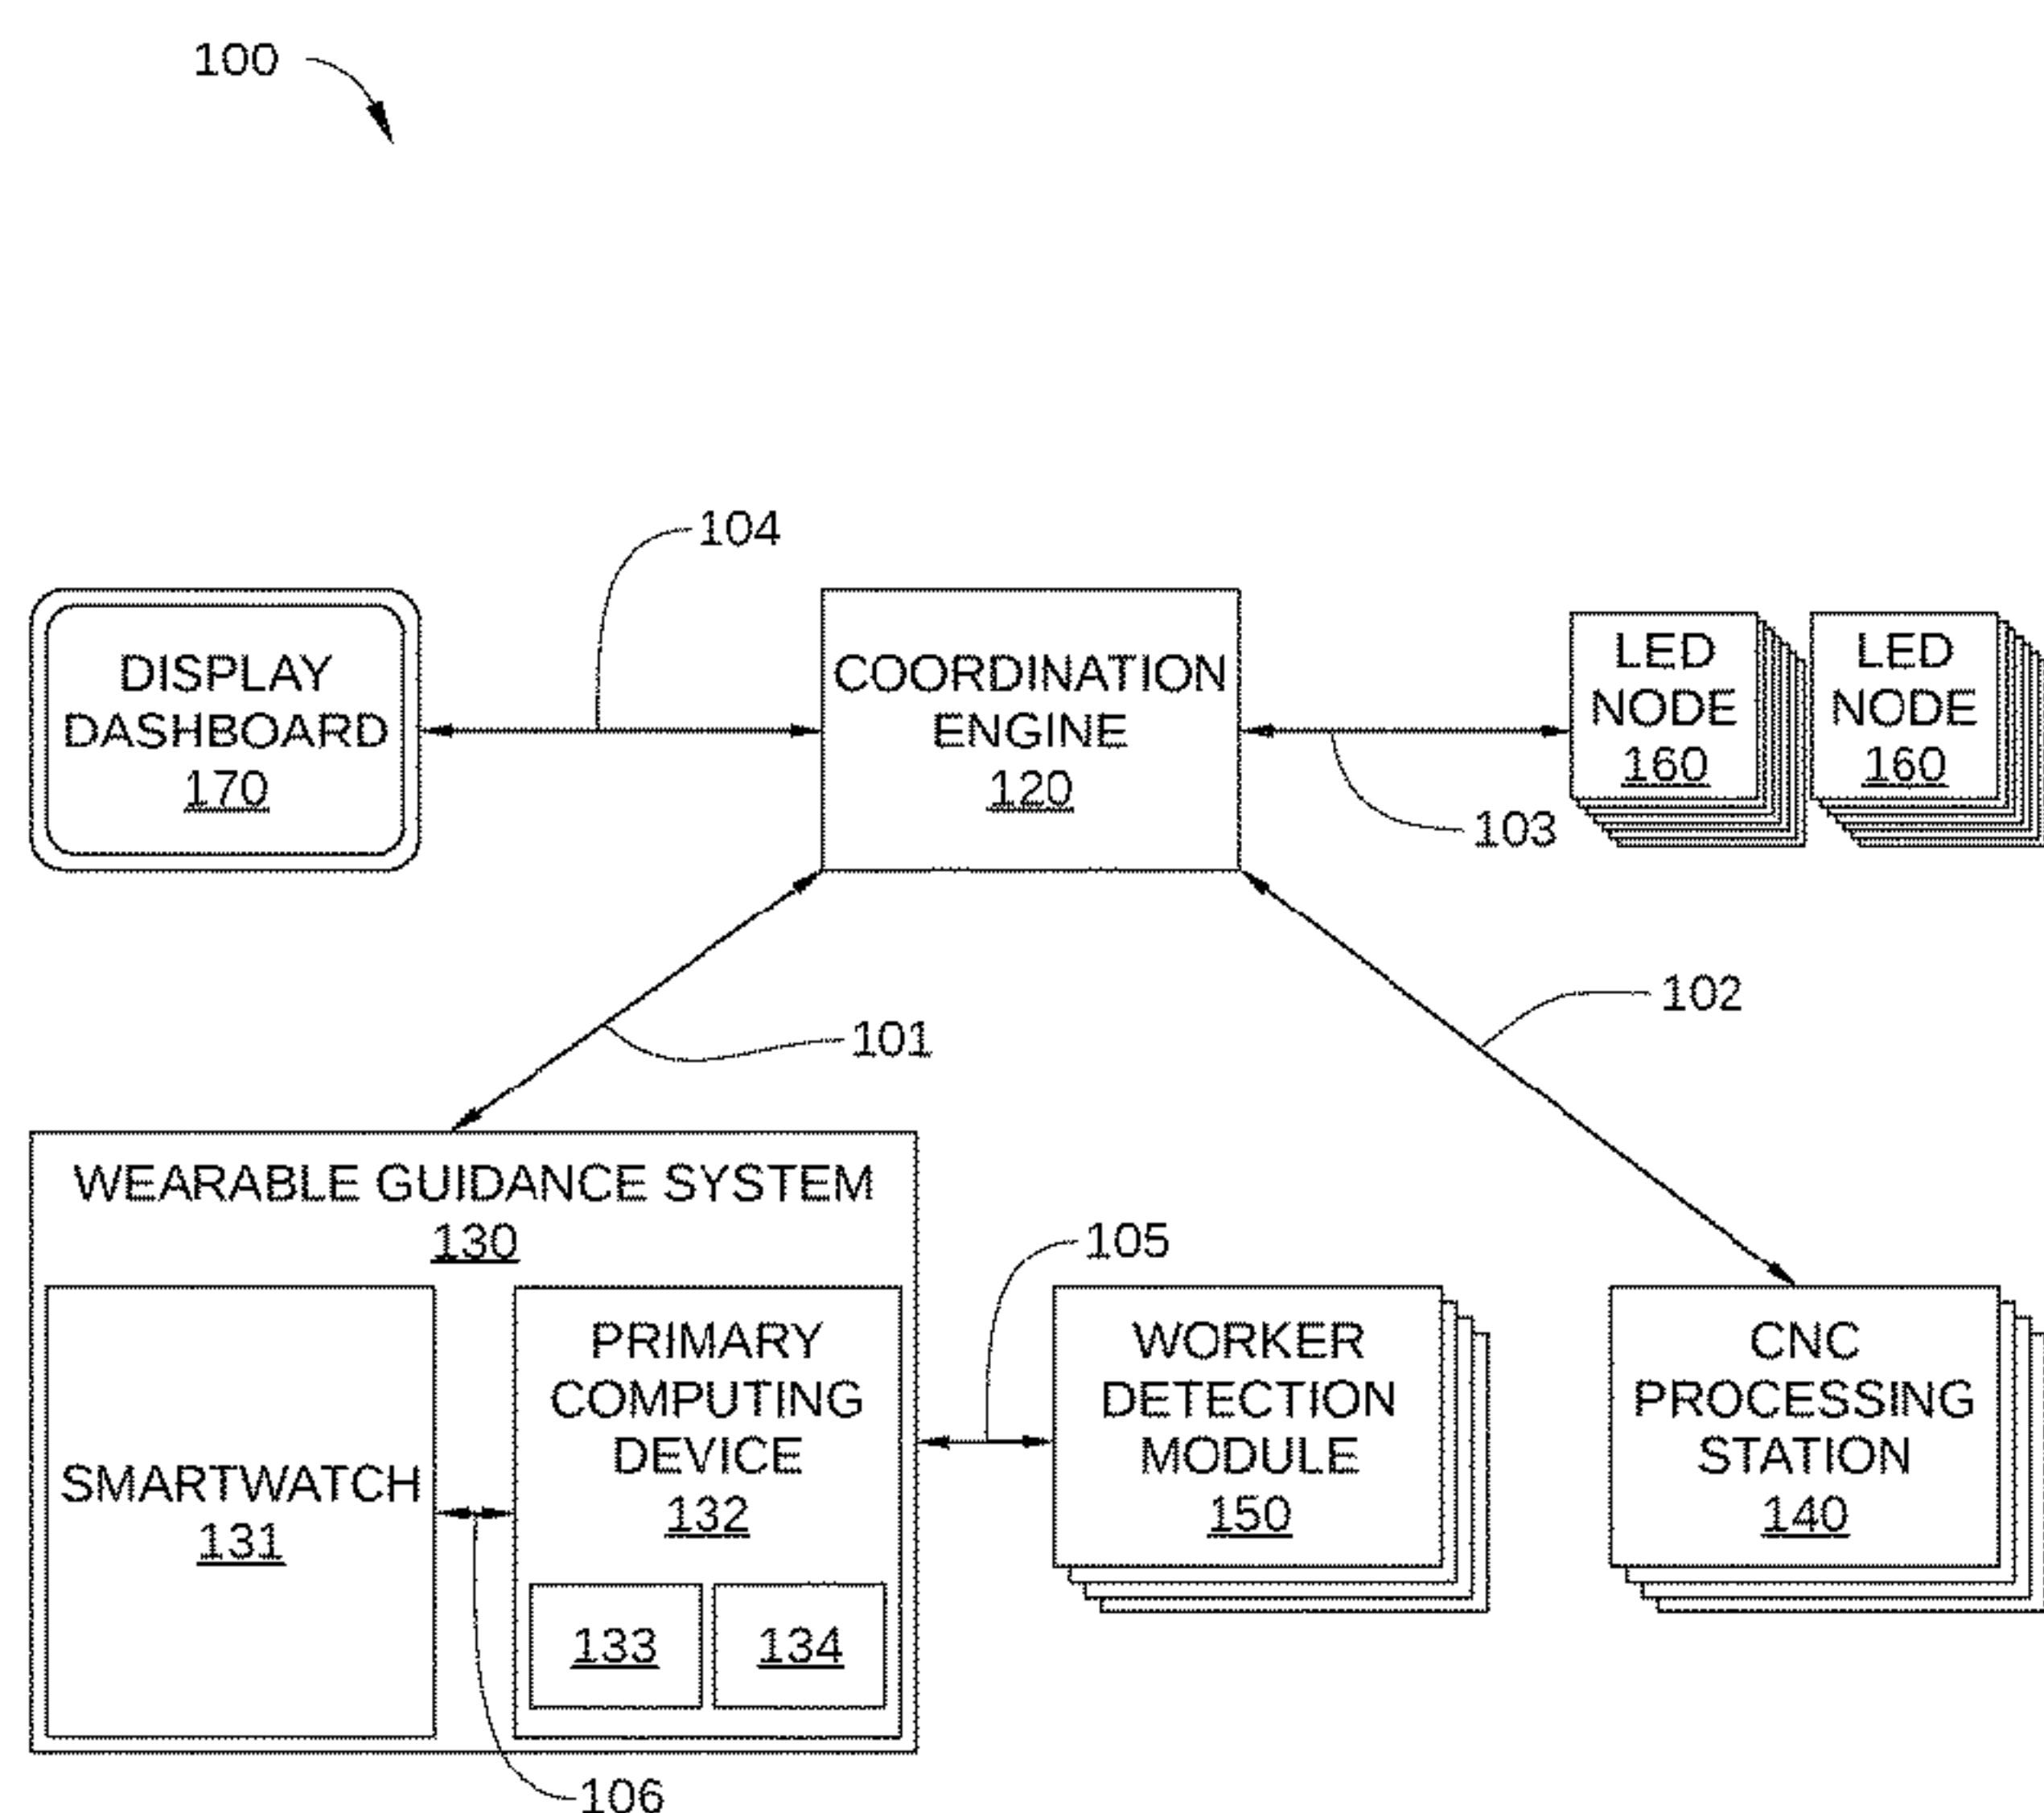 100
104
DISPLAY
DASHBOARD
170
COORDINATION
ENGINE
120
LED
NODE
160
LED
NODE
160
103
102
101
WEARABLE GUIDANCE SYSTEM
130
105
SMARTWATCH
131
PRIMARY
COMPUTING
DEVICE
132
133
134
WORKER
DETECTION
MODULE
150
CNC
PROCESSING
STATION
140
106